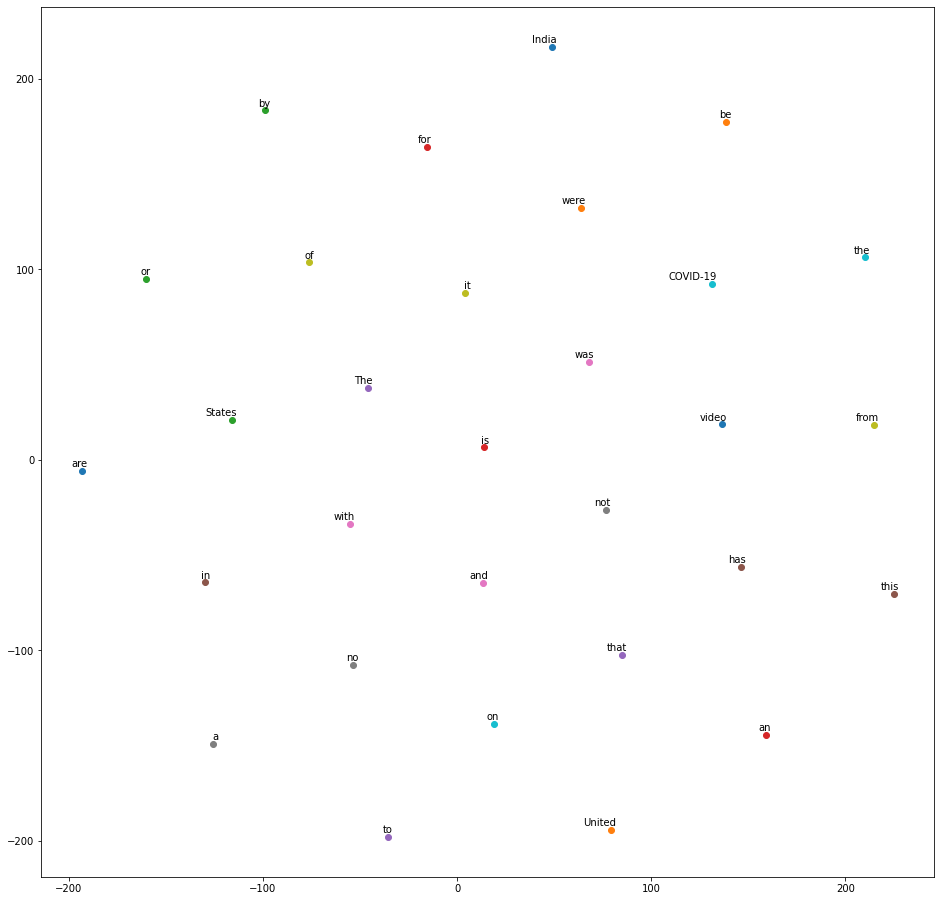 India
200
by
be
for
were
the
of
100
or
COVID-19
it
was
The
States
video
from
is
0
are
not
with
has
in
and
this
that
−100
no
on
an
a
United
to
−200
−200
−100
0
100
200